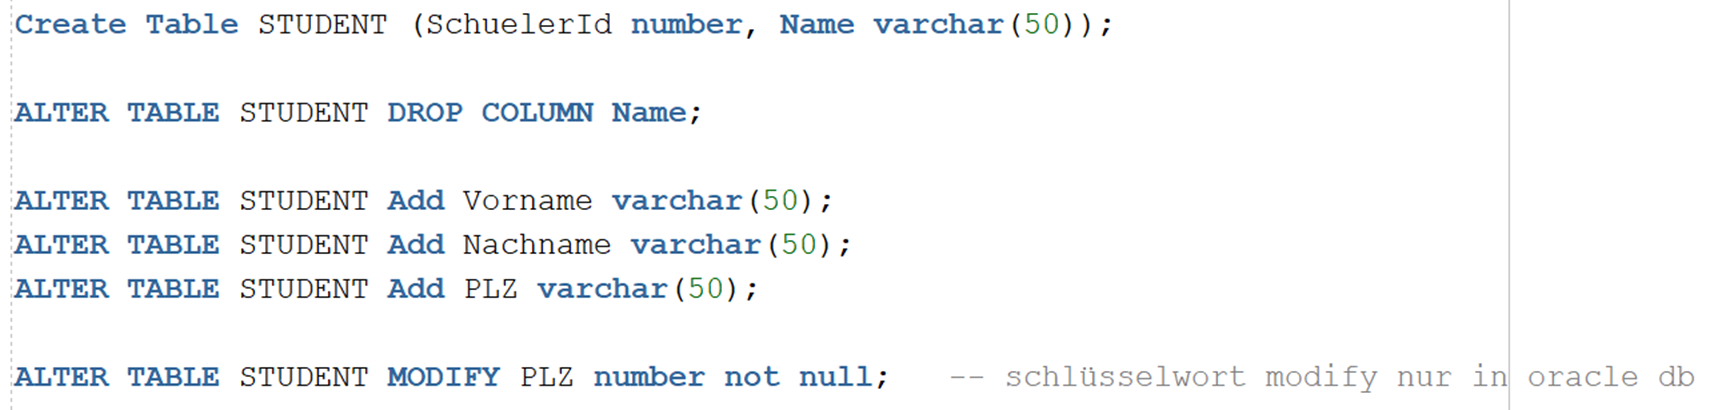 Create Table STUDENT (SchuelerId number, Name varchar(50));
ALTER TABLE STUDENT DROP COLUMN Name;
ALTER TABLE STUDENT Add Vorname varchar(50);
ALTER TABLE STUDENT Add Nachname varchar(50);
ALTER TABLE STUDENT Add PLZ varchar(50);
ALTER TABLE STUDENT MODIFY PLZ number not null; -- schlüsselwort modify nur in oracle db